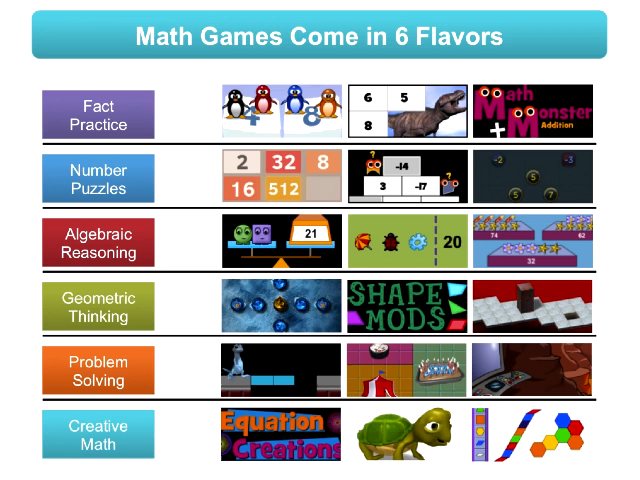 Math Games Come in 6 Flavors
Fact
Practice
4 8
6 5
8
Math
Monster
+ Addition
Number
Puzzles
2 32 8
16 512
?
-14
?
3 -17
-2 -3
5
5 7
Algebraic
Reasoning
21
20
74 62
32
Geometric
Thinking
SHAPE
MODS
Problem
Solving
Creative
Math
Equation
Creations